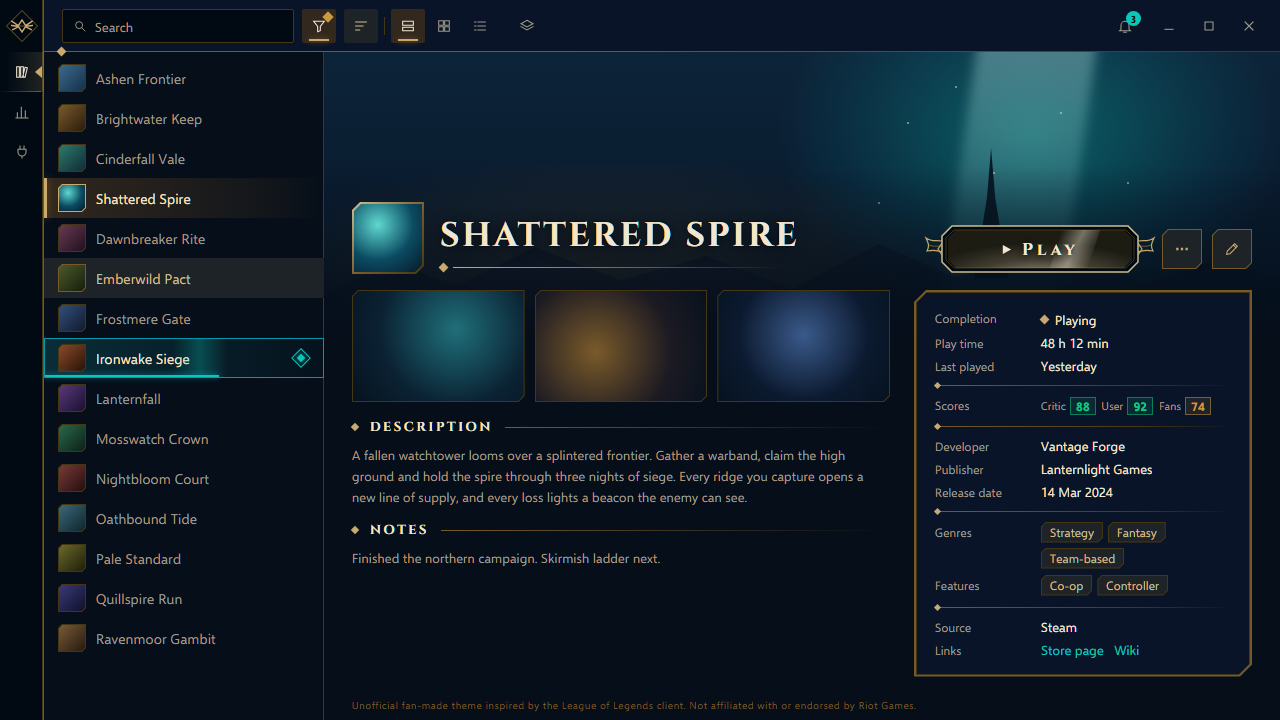 Search
3
Ashen Frontier
Brightwater Keep
Cinderfall Vale
Shattered Spire
Dawnbreaker Rite
Emberwild Pact
Frostmere Gate
Ironwake Siege
Lanternfall
Mosswatch Crown
Nightbloom Court
Oathbound Tide
Pale Standard
Quillspire Run
Ravenmoor Gambit
SHATTERED SPIRE
PLAY
DESCRIPTION
A fallen watchtower looms over a splintered frontier. Gather a warband, claim the high
ground and hold the spire through three nights of siege. Every ridge you capture opens a
new line of supply, and every loss lights a beacon the enemy can see.
NOTES
Finished the northern campaign. Skirmish ladder next.
Completion Playing
Play time 48 h 12 min
Last played Yesterday
Scores Critic 88 User 92 Fans 74
Developer Vantage Forge
Publisher Lanternlight Games
Release date 14 Mar 2024
Genres Strategy Fantasy
Team-based
Features Co-op Controller
Source Steam
Links Store page Wiki
Unofficial fan-made theme inspired by the League of Legends client. Not affiliated with or endorsed by Riot Games.